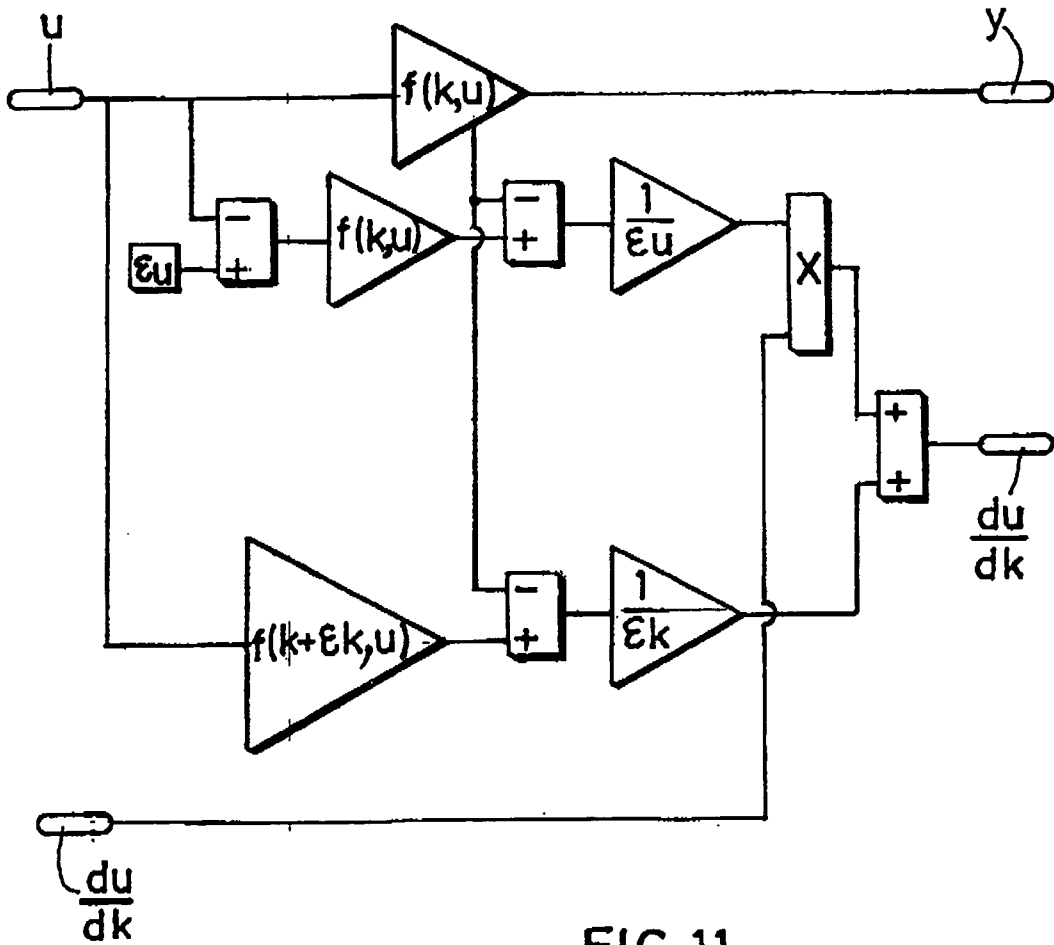 u
y
f(k,u)
−
+
εu
f(k,u)
−
+
1
εu
X
+
+
du
dk
f(k+εk,u)
−
+
1
εk
du
dk
FIG. 11